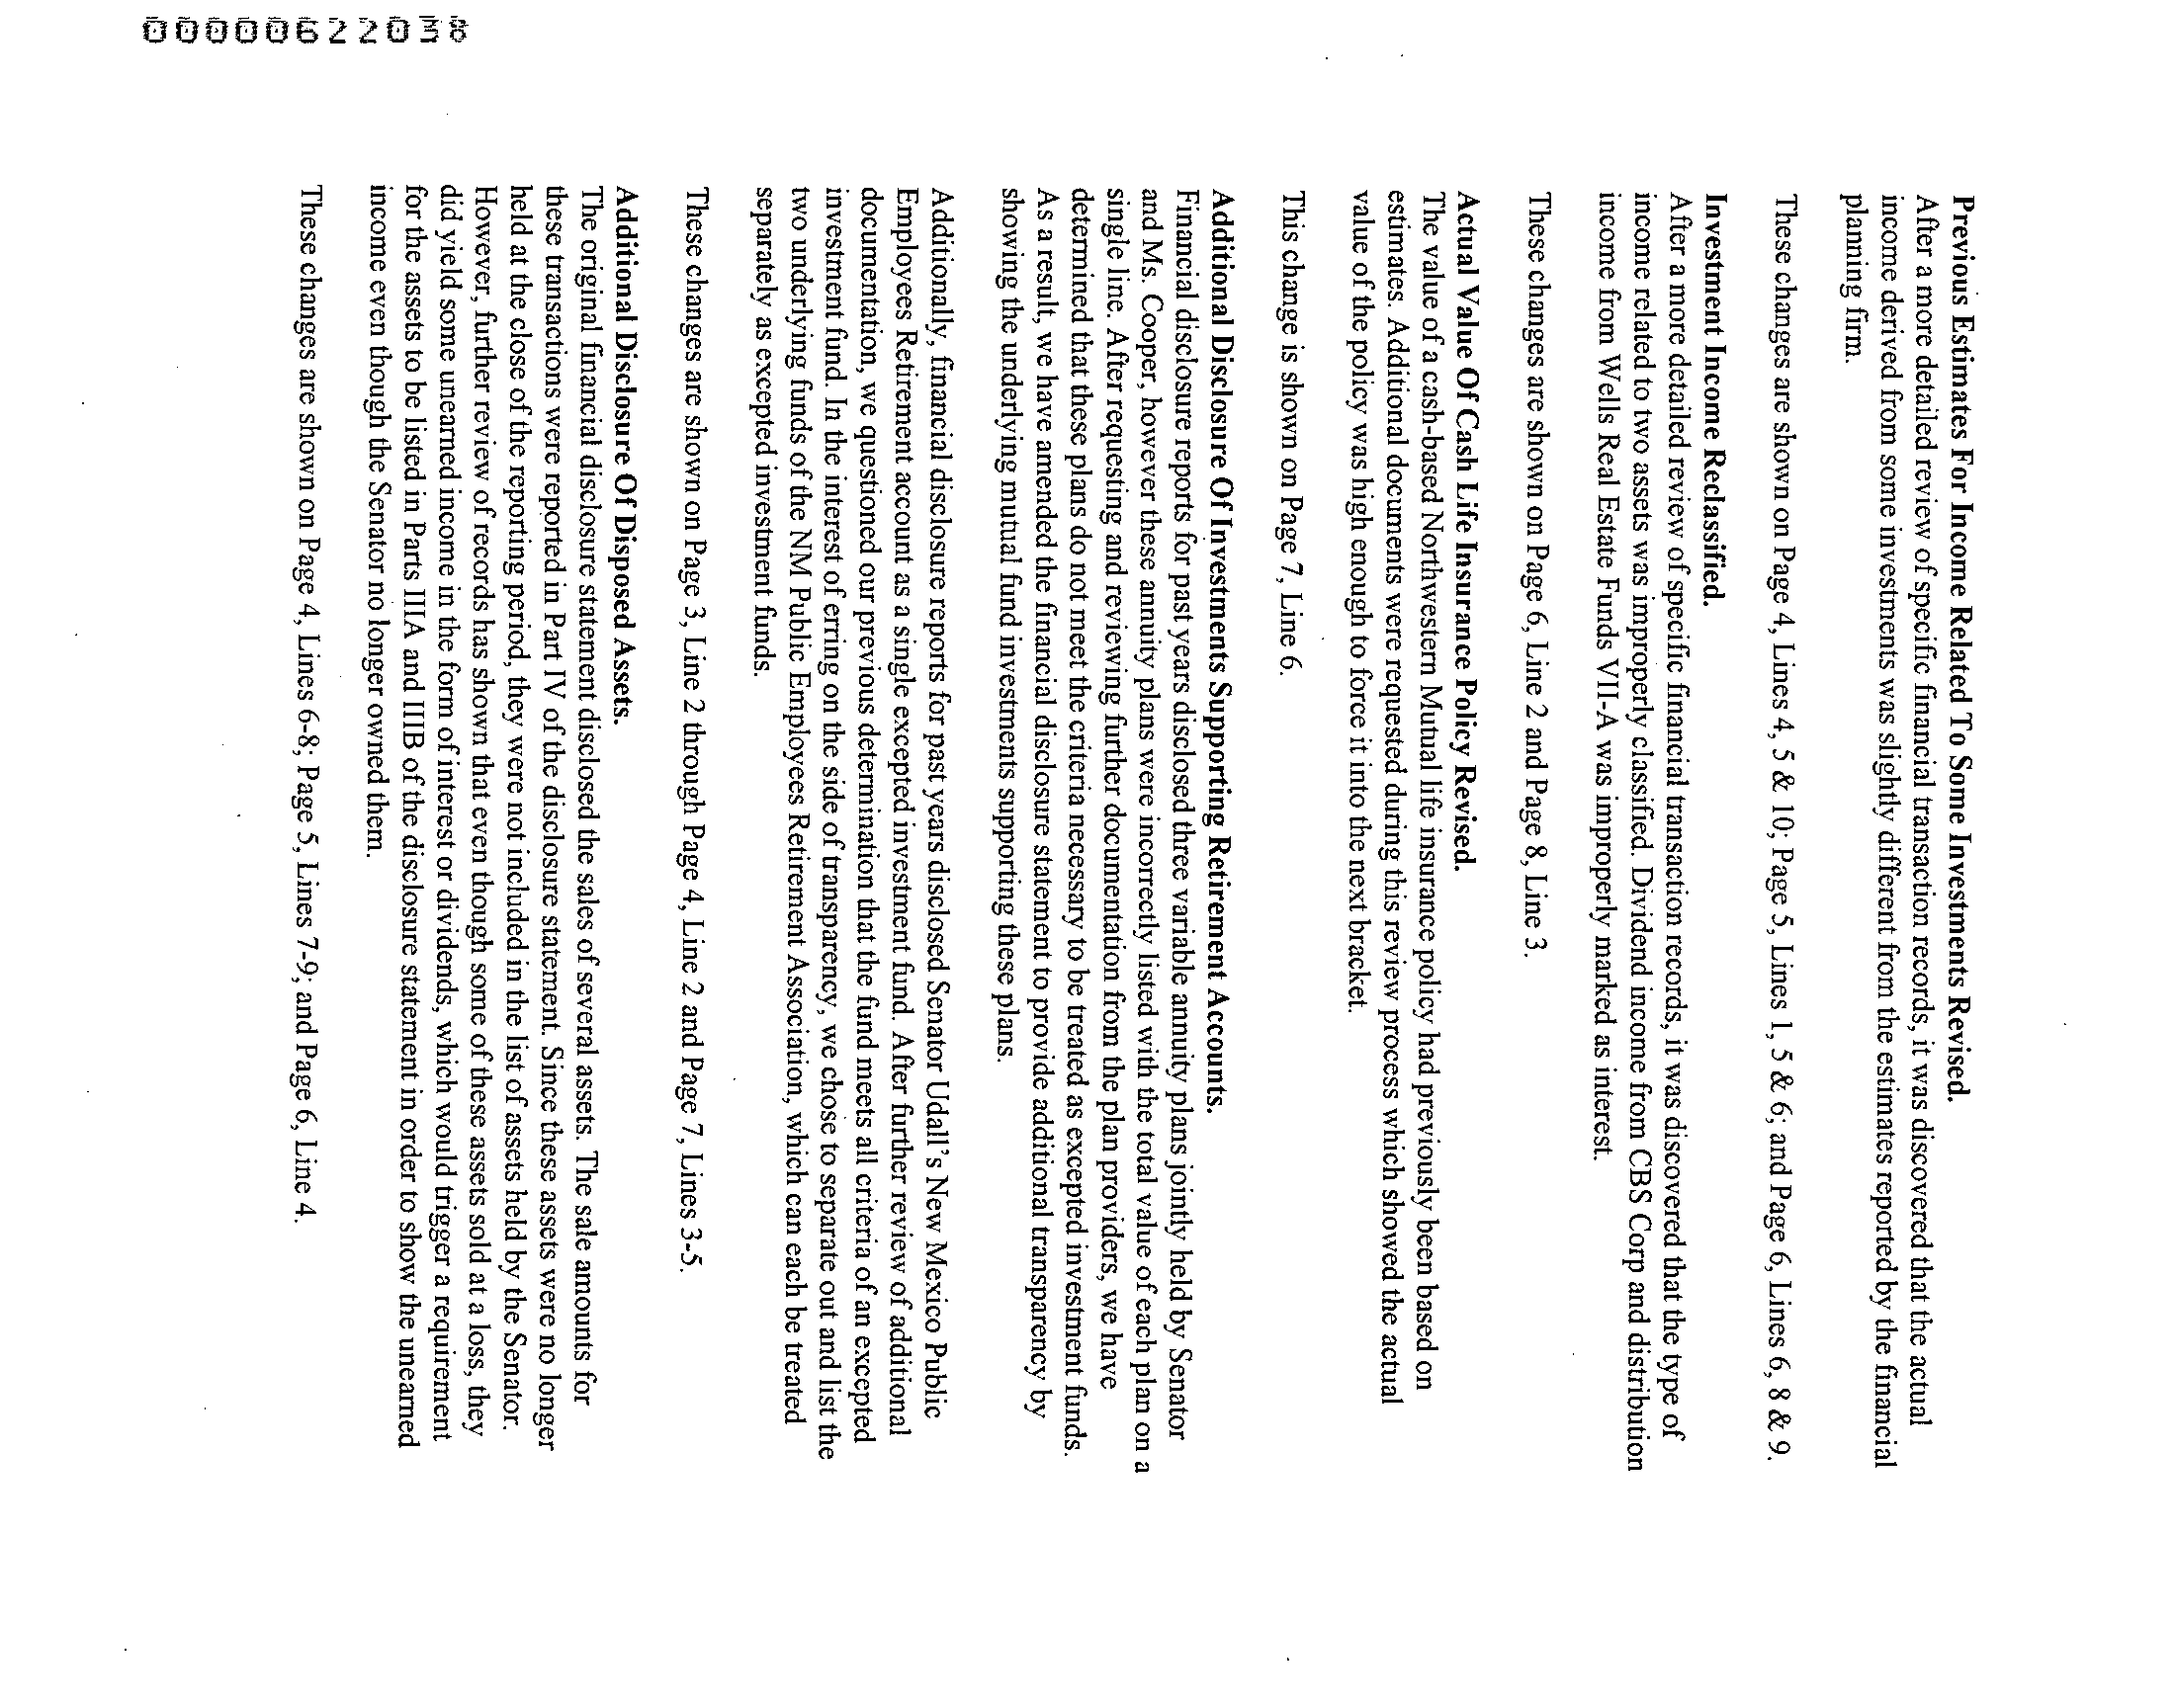 00000622038
Previous Estimates For Income Related To Some Investments Revised.
After a more detailed review of specific financial transaction records, it was discovered that the actual
income derived from some investments was slightly different from the estimates reported by the financial
planning firm.
These changes are shown on Page 4, Lines 4, 5 & 10; Page 5, Lines 1, 5 & 6; and Page 6, Lines 6, 8 & 9.
Investment Income Reclassified.
After a more detailed review of specific financial transaction records, it was discovered that the type of
income related to two assets was improperly classified. Dividend income from CBS Corp and distribution
income from Wells Real Estate Funds VII-A was improperly marked as interest.
These changes are shown on Page 6, Line 2 and Page 8, Line 3.
Actual Value Of Cash Life Insurance Policy Revised.
The value of a cash-based Northwestern Mutual life insurance policy had previously been based on
estimates. Additional documents were requested during this review process which showed the actual
value of the policy was high enough to force it into the next bracket.
This change is shown on Page 7, Line 6.
Additional Disclosure Of Investments Supporting Retirement Accounts.
Financial disclosure reports for past years disclosed three variable annuity plans jointly held by Senator
and Ms. Cooper, however these annuity plans were incorrectly listed with the total value of each plan on a
single line. After requesting and reviewing further documentation from the plan providers, we have
determined that these plans do not meet the criteria necessary to be treated as excepted investment funds.
As a result, we have amended the financial disclosure statement to provide additional transparency by
showing the underlying mutual fund investments supporting these plans.
Additionally, financial disclosure reports for past years disclosed Senator Udall's New Mexico Public
Employees Retirement account as a single excepted investment fund. After further review of additional
documentation, we questioned our previous determination that the fund meets all criteria of an excepted
investment fund. In the interest of erring on the side of transparency, we chose to separate out and list the
two underlying funds of the NM Public Employees Retirement Association, which can each be treated
separately as excepted investment funds.
These changes are shown on Page 3, Line 2 through Page 4, Line 2 and Page 7, Lines 3-5.
Additional Disclosure Of Disposed Assets.
The original financial disclosure statement disclosed the sales of several assets. The sale amounts for
these transactions were reported in Part IV of the disclosure statement. Since these assets were no longer
held at the close of the reporting period, they were not included in the list of assets held by the Senator.
However, further review of records has shown that even though some of these assets sold at a loss, they
did yield some unearned income in the form of interest or dividends, which would trigger a requirement
for the assets to be listed in Parts IIIA and IIIB of the disclosure statement in order to show the unearned
income even though the Senator no longer owned them.
These changes are shown on Page 4, Lines 6-8; Page 5, Lines 7-9; and Page 6, Line 4.